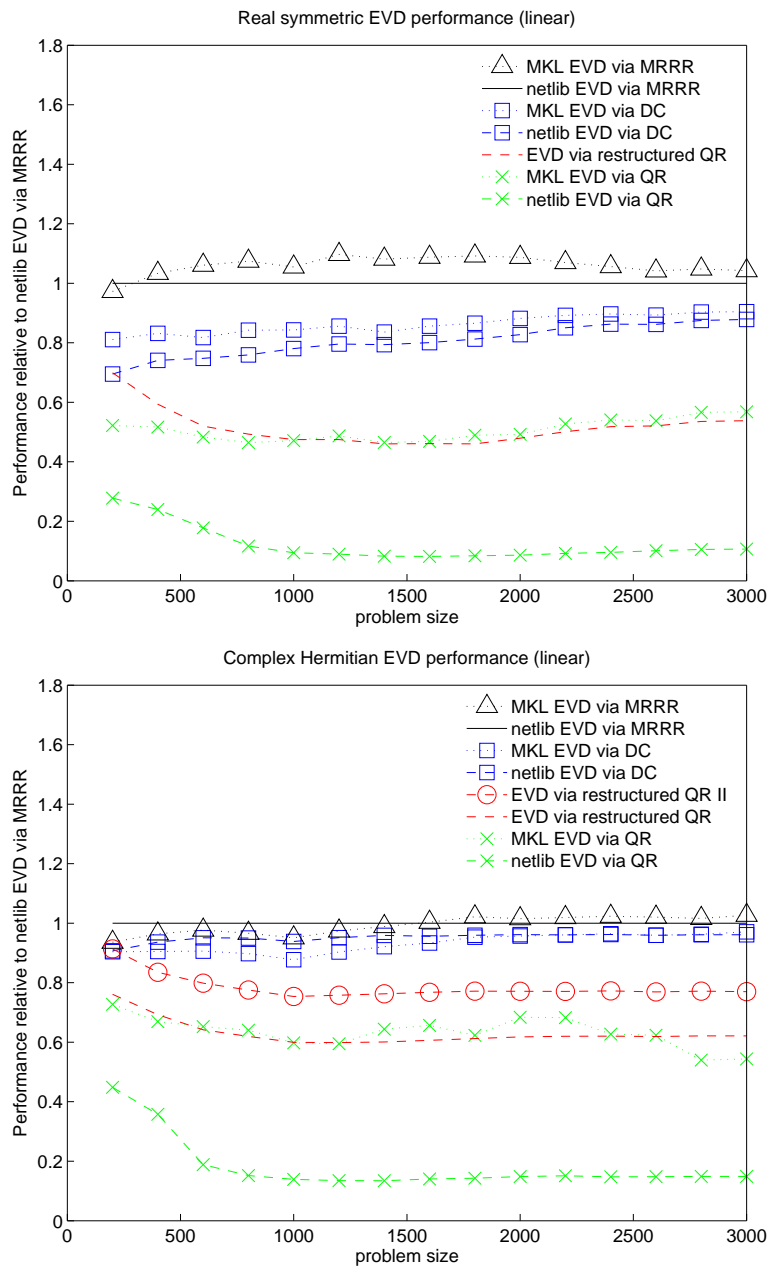 Real symmetric EVD performance (linear)
Performance relative to netlib EVD via MRRR
1.8
1.6
1.4
1.2
1
0.8
0.6
0.4
0.2
0
MKL EVD via MRRR
netlib EVD via MRRR
MKL EVD via DC
netlib EVD via DC
EVD via restructured QR
MKL EVD via QR
netlib EVD via QR
0 500 1000 1500 2000 2500 3000
problem size
Complex Hermitian EVD performance (linear)
Performance relative to netlib EVD via MRRR
1.8
1.6
1.4
1.2
1
0.8
0.6
0.4
0.2
0
MKL EVD via MRRR
netlib EVD via MRRR
MKL EVD via DC
netlib EVD via DC
EVD via restructured QR II
EVD via restructured QR
MKL EVD via QR
netlib EVD via QR
0 500 1000 1500 2000 2500 3000
problem size